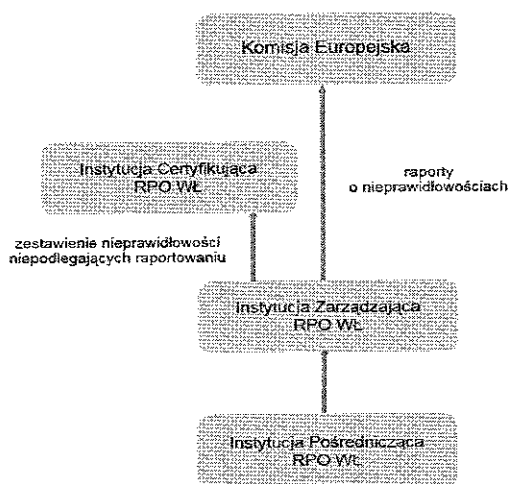 Komisja Europejska
Instytucja Certyfikująca
RPO WŁ
raporty
o nieprawidłowościach
zestawienie nieprawidłowości
niepodlegających raportowaniu
Instytucja Zarządzająca
RPO WŁ
Instytucja Pośrednicząca
RPO WŁ